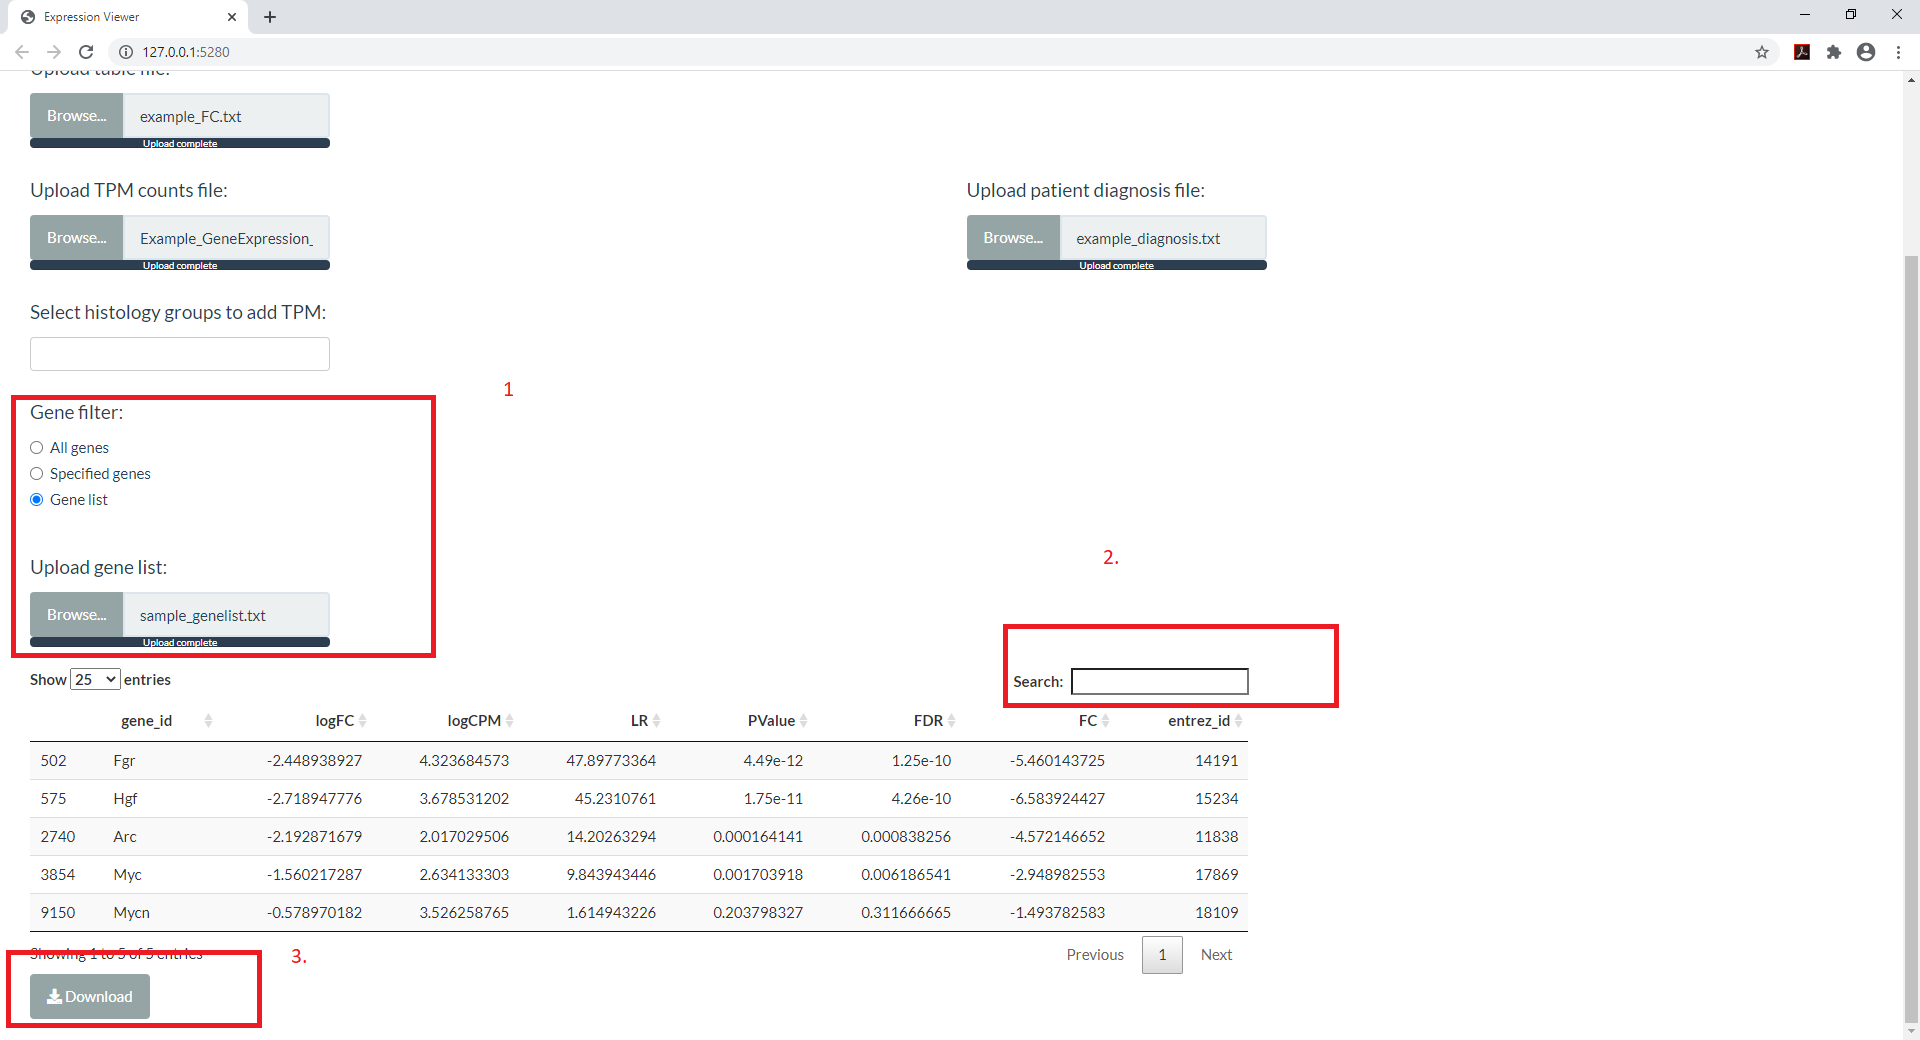 Expression Viewer
127.0.0.1:5280
Upload table file:
Browse... example_FC.txt
Upload complete
Upload TPM counts file:
Upload patient diagnosis file:
Browse... Example_GeneExpression_
Browse... example_diagnosis.txt
Upload complete
Upload complete
Select histology groups to add TPM:
1
Gene filter:
All genes
Specified genes
Gene list
2.
Upload gene list:
Browse... sample_genelist.txt
Upload complete
Show 25 entries
Search:
gene_id logFC logCPM LR PValue FDR FC entrez_id
502 Fgr -2.448938927 4.323684573 47.89773364 4.49e-12 1.25e-10 -5.460143725 14191
575 Hgf -2.718947776 3.678531202 45.2310761 1.75e-11 4.26e-10 -6.583924427 15234
2740 Arc -2.192871679 2.017029506 14.20263294 0.000164141 0.000838256 -4.572146652 11838
3854 Myc -1.560217287 2.634133303 9.843943446 0.001703918 0.006186541 -2.948982553 17869
9150 Mycn -0.578970182 3.526258765 1.614943226 0.203798327 0.311666665 -1.493782583 18109
Showing 1 to 5 of 5 entries
3.
Previous 1 Next
Download